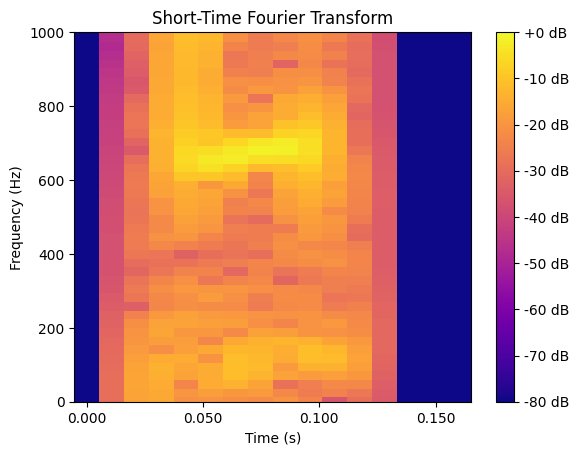 Short-Time Fourier Transform
1000
800
600
400
200
0
Frequency (Hz)
0.000
0.050
0.100
0.150
Time (s)
+0 dB
-10 dB
-20 dB
-30 dB
-40 dB
-50 dB
-60 dB
-70 dB
-80 dB